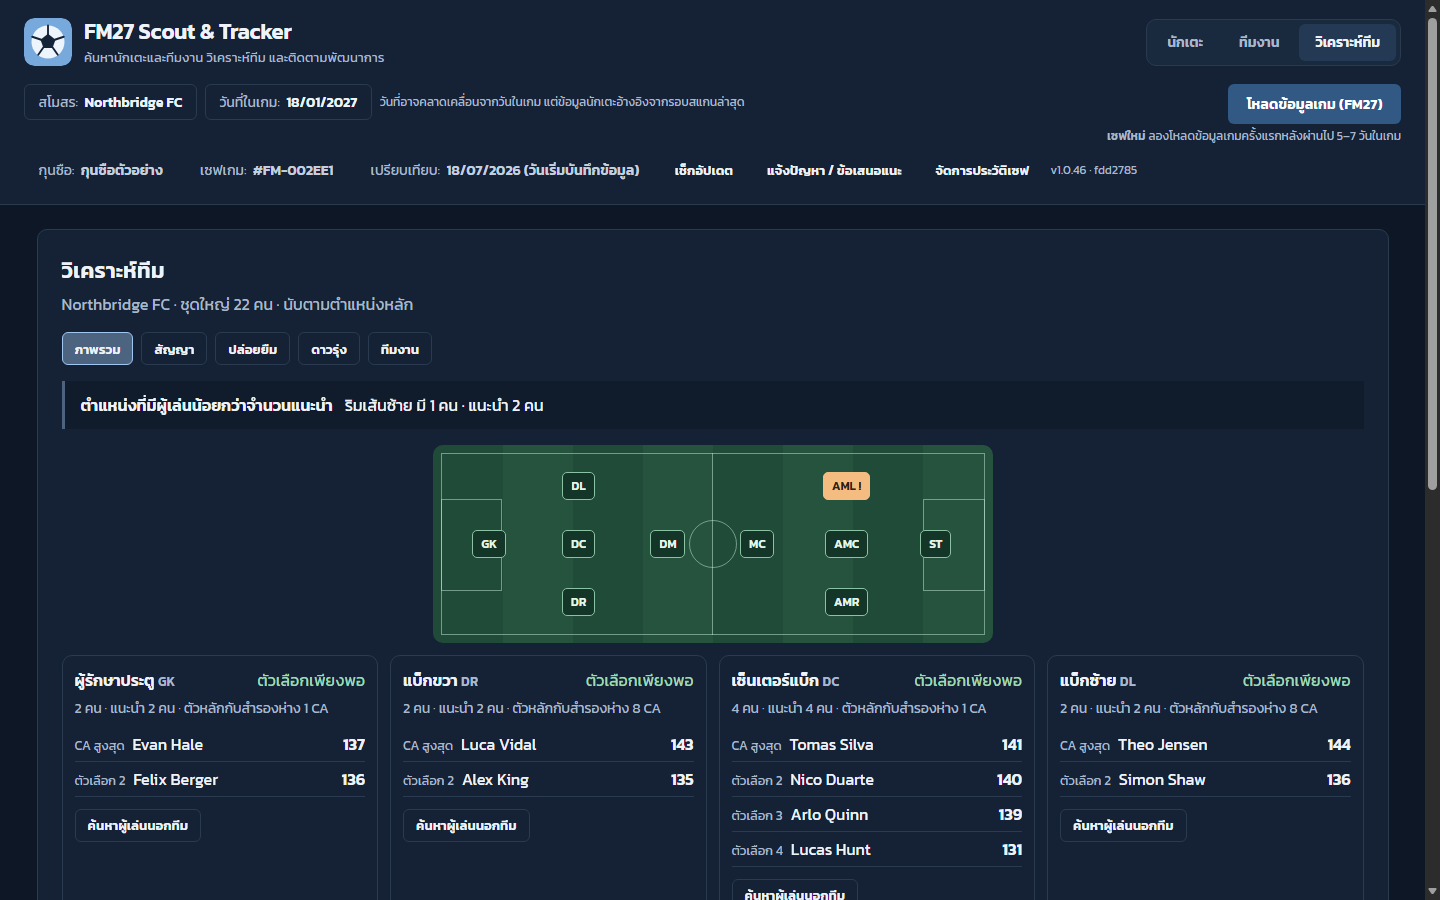 FM27 Scout & Tracker
ค้นหานักเตะและทีมงาน วิเคราะห์ทีม และติดตามพัฒนาการ
นักเตะ ทีมงาน วิเคราะห์ทีม
สโมสร: Northbridge FC วันที่ในเกม: 18/01/2027 วันที่อาจคลาดเคลื่อนจากวันในเกม แต่ข้อมูลนักเตะอ้างอิงจากรอบสแกนล่าสุด
โหลดข้อมูลเกม (FM27)
เซฟใหม่ ลองโหลดข้อมูลเกมครั้งแรกหลังผ่านไป 5–7 วันในเกม
กุนซือ: กุนซือตัวอย่าง เซฟเกม: #FM-002EE1 เปรียบเทียบ: 18/07/2026 (วันเริ่มบันทึกข้อมูล) เช็กอัปเดต แจ้งปัญหา / ข้อเสนอแนะ จัดการประวัติเซฟ v1.0.46 · fdd2785
วิเคราะห์ทีม
Northbridge FC · ชุดใหญ่ 22 คน · นับตามตำแหน่งหลัก
ภาพรวม สัญญา ปล่อยยืม ดาวรุ่ง ทีมงาน
ตำแหน่งที่มีผู้เล่นน้อยกว่าจำนวนแนะนำ ริมเส้นซ้าย มี 1 คน · แนะนำ 2 คน
DL AML !
GK DC DM MC AMC ST
DR AMR
ผู้รักษาประตู GK ตัวเลือกเพียงพอ
2 คน · แนะนำ 2 คน · ตัวหลักกับสำรองห่าง 1 CA
CA สูงสุด Evan Hale 137
ตัวเลือก 2 Felix Berger 136
ค้นหาผู้เล่นนอกทีม
แบ็กขวา DR ตัวเลือกเพียงพอ
2 คน · แนะนำ 2 คน · ตัวหลักกับสำรองห่าง 8 CA
CA สูงสุด Luca Vidal 143
ตัวเลือก 2 Alex King 135
ค้นหาผู้เล่นนอกทีม
เซ็นเตอร์แบ็ก DC ตัวเลือกเพียงพอ
4 คน · แนะนำ 4 คน · ตัวหลักกับสำรองห่าง 1 CA
CA สูงสุด Tomas Silva 141
ตัวเลือก 2 Nico Duarte 140
ตัวเลือก 3 Arlo Quinn 139
ตัวเลือก 4 Lucas Hunt 131
ค้นหาผู้เล่นนอกทีม
แบ็กซ้าย DL ตัวเลือกเพียงพอ
2 คน · แนะนำ 2 คน · ตัวหลักกับสำรองห่าง 8 CA
CA สูงสุด Theo Jensen 144
ตัวเลือก 2 Simon Shaw 136
ค้นหาผู้เล่นนอกทีม